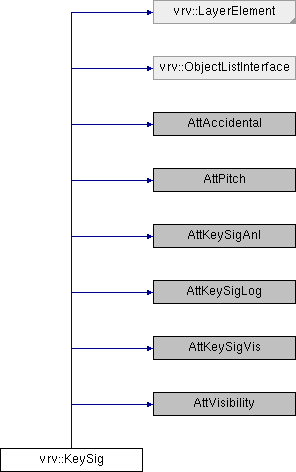 vrv::LayerElement
vrv::ObjectListInterface
AttAccidental
AttPitch
AttKeySigAnl
AttKeySigLog
AttKeySigVis
AttVisibility
vrv::KeySig